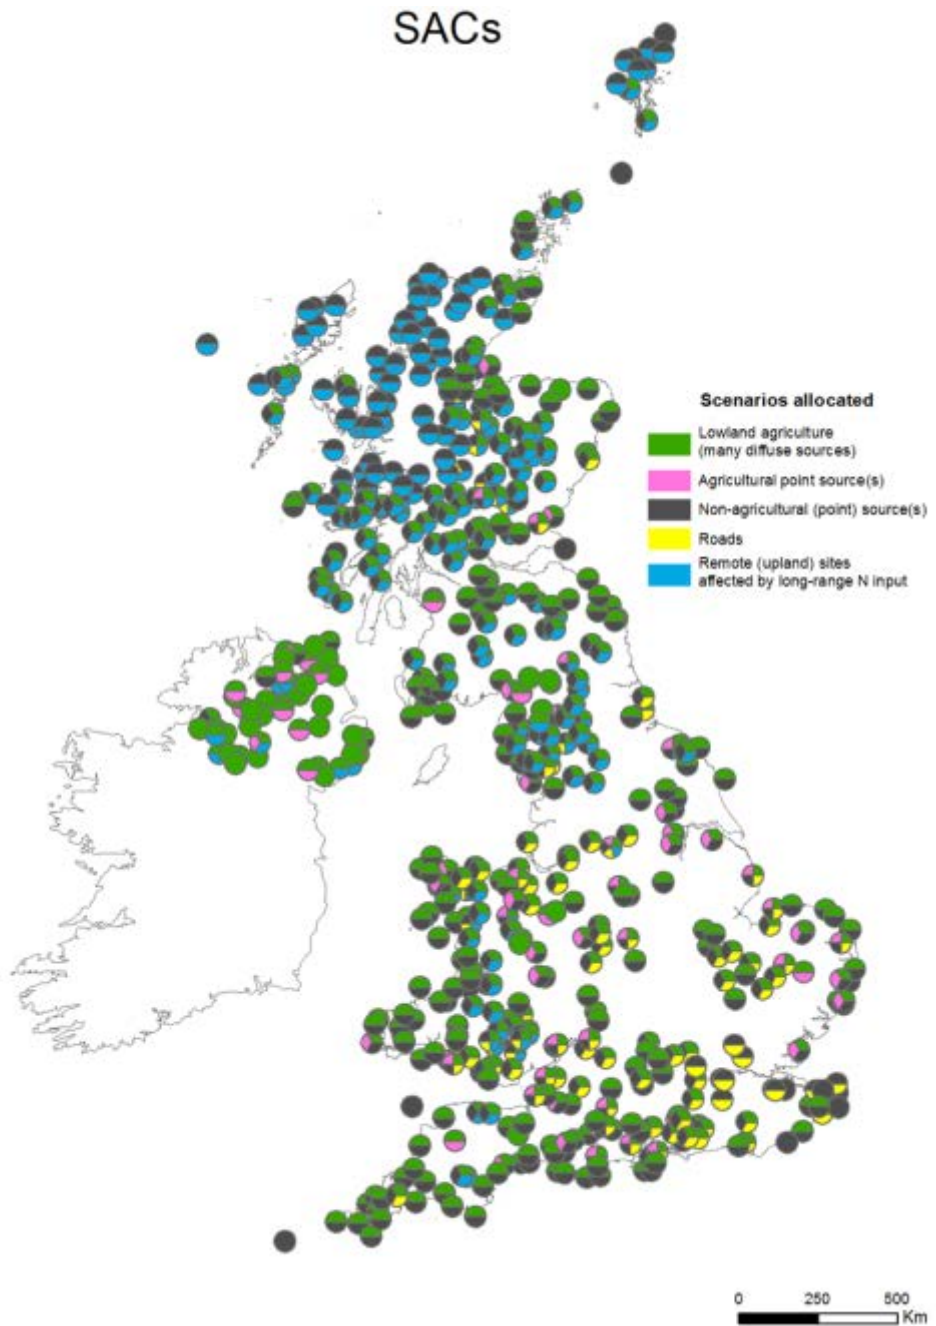 SACs
Scenarios allocated
Lowland agriculture
(many diffuse sources)
Agricultural point source(s)
Non-agricultural (point) source(s)
Roads
Remote (upland) sites
affected by long-range N input
0 250 500
Km